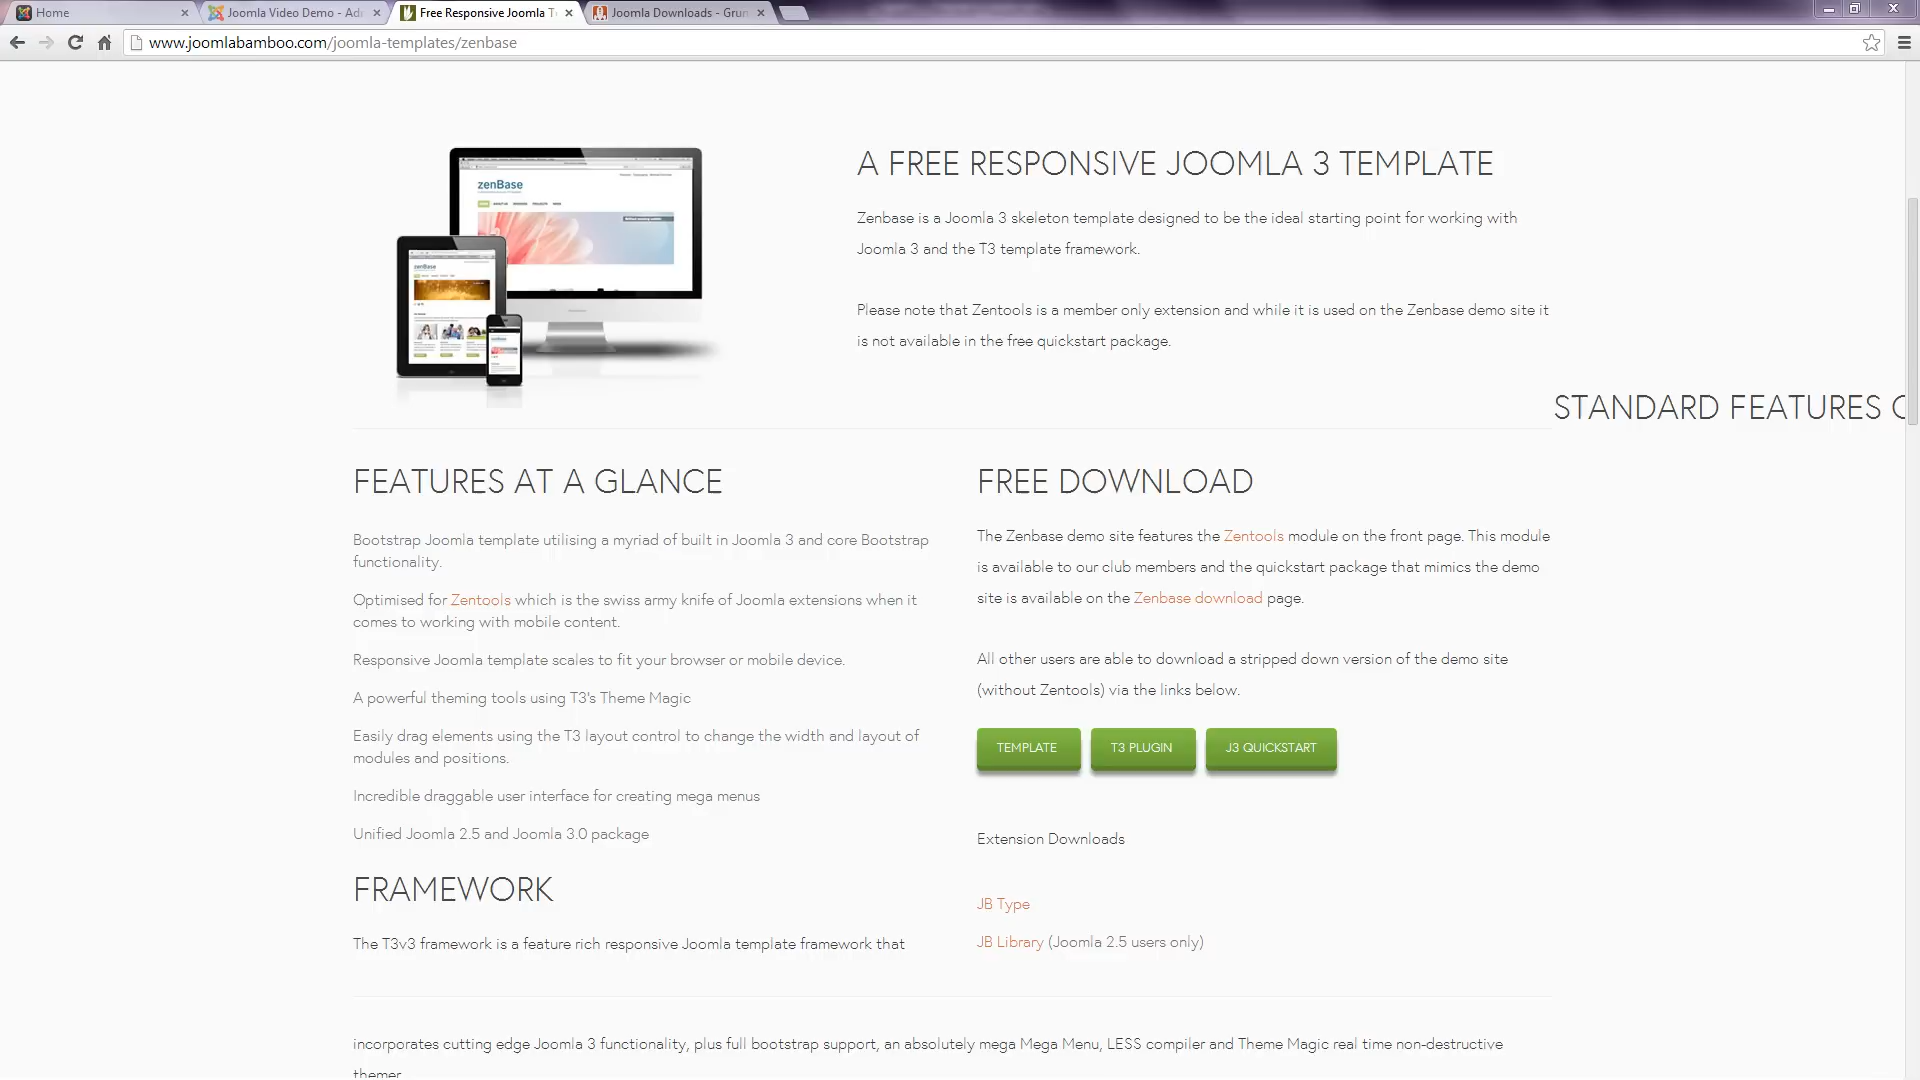 Home
Joomla Video Demo - Ad
Free Responsive Joomla T
Joomla Downloads - Grun
www.joomlabamboo.com/joomla-templates/zenbase
zenBase
A FREE RESPONSIVE JOOMLA 3 TEMPLATE
Zenbase is a Joomla 3 skeleton template designed to be the ideal starting point for working with
Joomla 3 and the T3 template framework.
Please note that Zentools is a member only extension and while it is used on the Zenbase demo site it
is not available in the free quickstart package.
STANDARD FEATURES
FEATURES AT A GLANCE
Bootstrap Joomla template utilising a myriad of built in Joomla 3 and core Bootstrap
functionality.
Optimised for Zentools which is the swiss army knife of Joomla extensions when it
comes to working with mobile content.
Responsive Joomla template scales to fit your browser or mobile device.
A powerful theming tools using T3's Theme Magic
Easily drag elements using the T3 layout control to change the width and layout of
modules and positions.
Incredible draggable user interface for creating mega menus
Unified Joomla 2.5 and Joomla 3.0 package
FRAMEWORK
The T3v3 framework is a feature rich responsive Joomla template framework that
FREE DOWNLOAD
The Zenbase demo site features the Zentools module on the front page. This module
is available to our club members and the quickstart package that mimics the demo
site is available on the Zenbase download page.
All other users are able to download a stripped down version of the demo site
(without Zentools) via the links below.
TEMPLATE
T3 PLUGIN
J3 QUICKSTART
Extension Downloads
JB Type
JB Library (Joomla 2.5 users only)
incorporates cutting edge Joomla 3 functionality, plus full bootstrap support, an absolutely mega Mega Menu, LESS compiler and Theme Magic real time non-destructive
themer